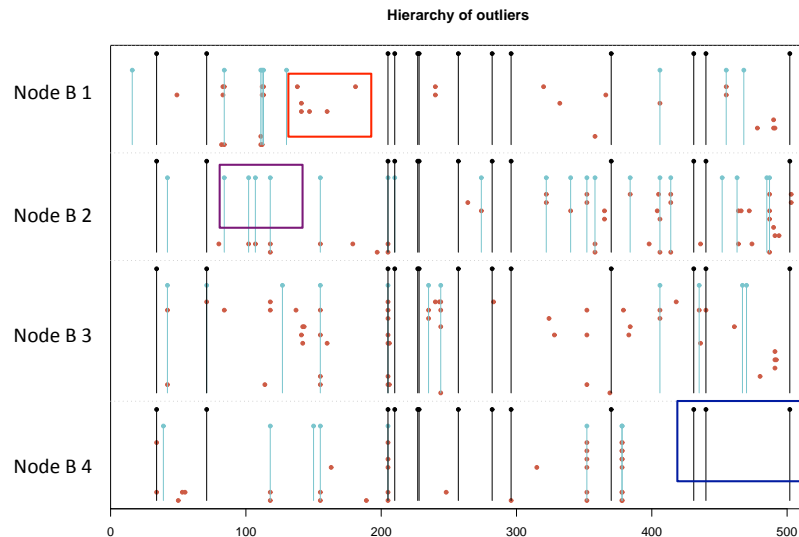 Hierarchy of outliers
Node B 1
Node B 2
Node B 3
Node B 4
0 100 200 300 400 500